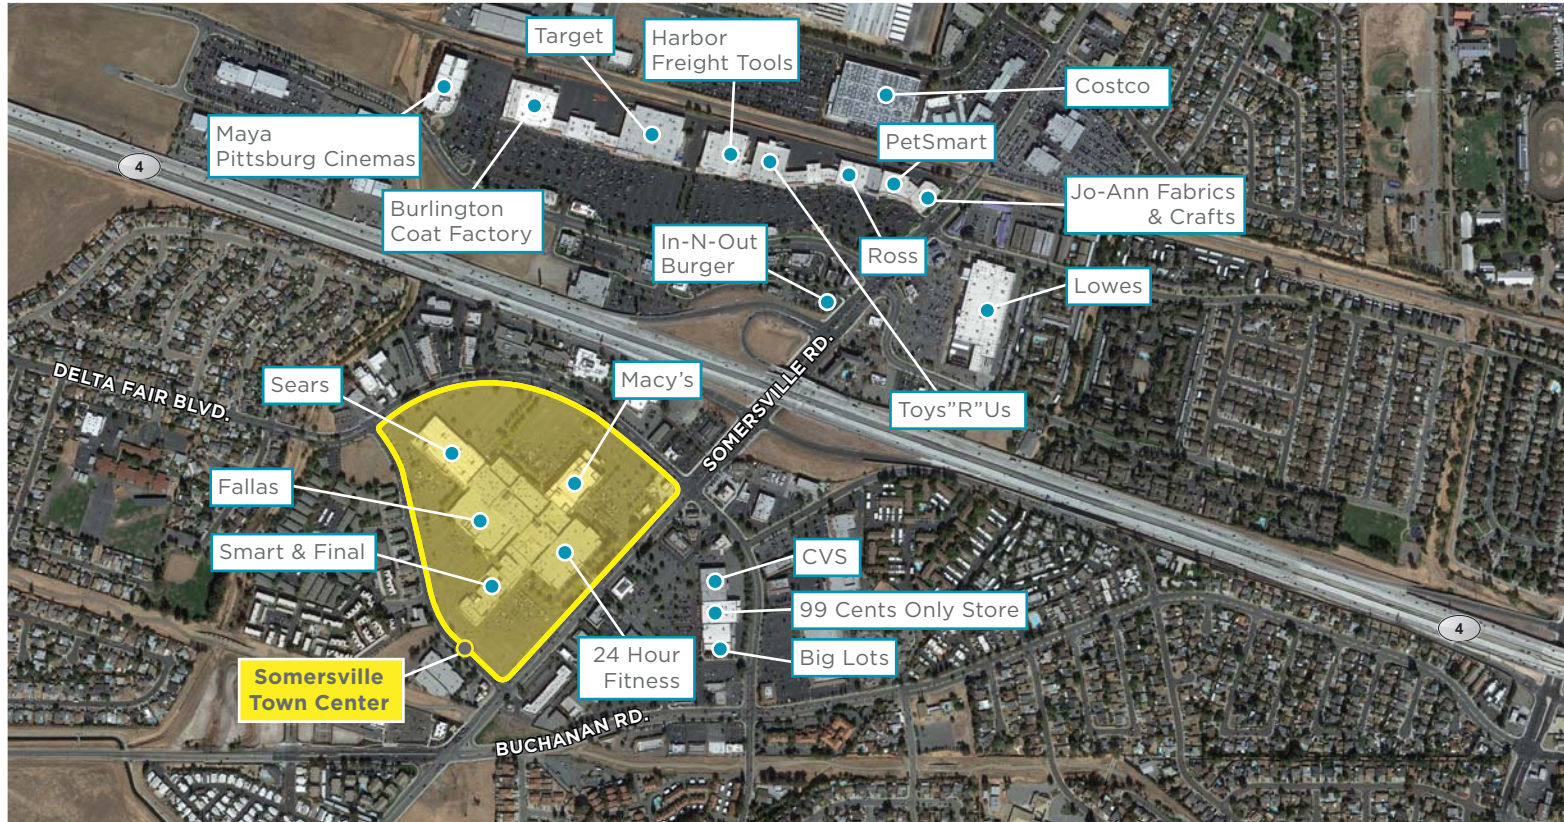 Target
Harbor
Freight Tools
Costco
Maya
Pittsburg Cinemas
PetSmart
4
Burlington
Coat Factory
Jo-Ann Fabrics
& Crafts
In-N-Out
Burger
Ross
Lowes
DELTA FAIR BLVD.
Sears
Macy's
SOMERSVILLE RD.
Toys"R"Us
Fallas
Smart & Final
CVS
99 Cents Only Store
4
24 Hour
Fitness
Big Lots
Somersville
Town Center
BUCHANAN RD.